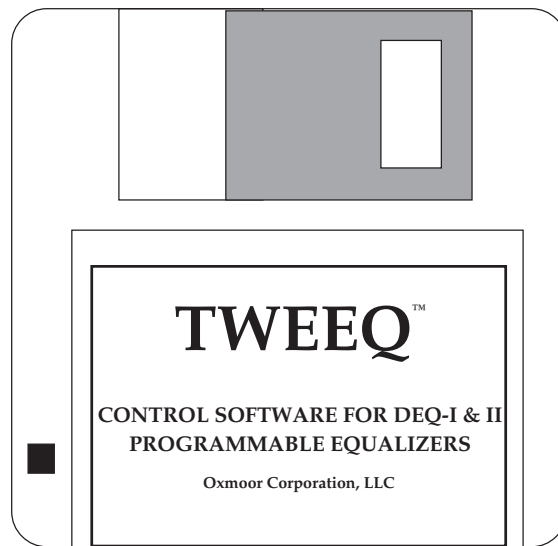 TWEEQ™
CONTROL SOFTWARE FOR DEQ-I & II
PROGRAMMABLE EQUALIZERS
Oxmoor Corporation, LLC